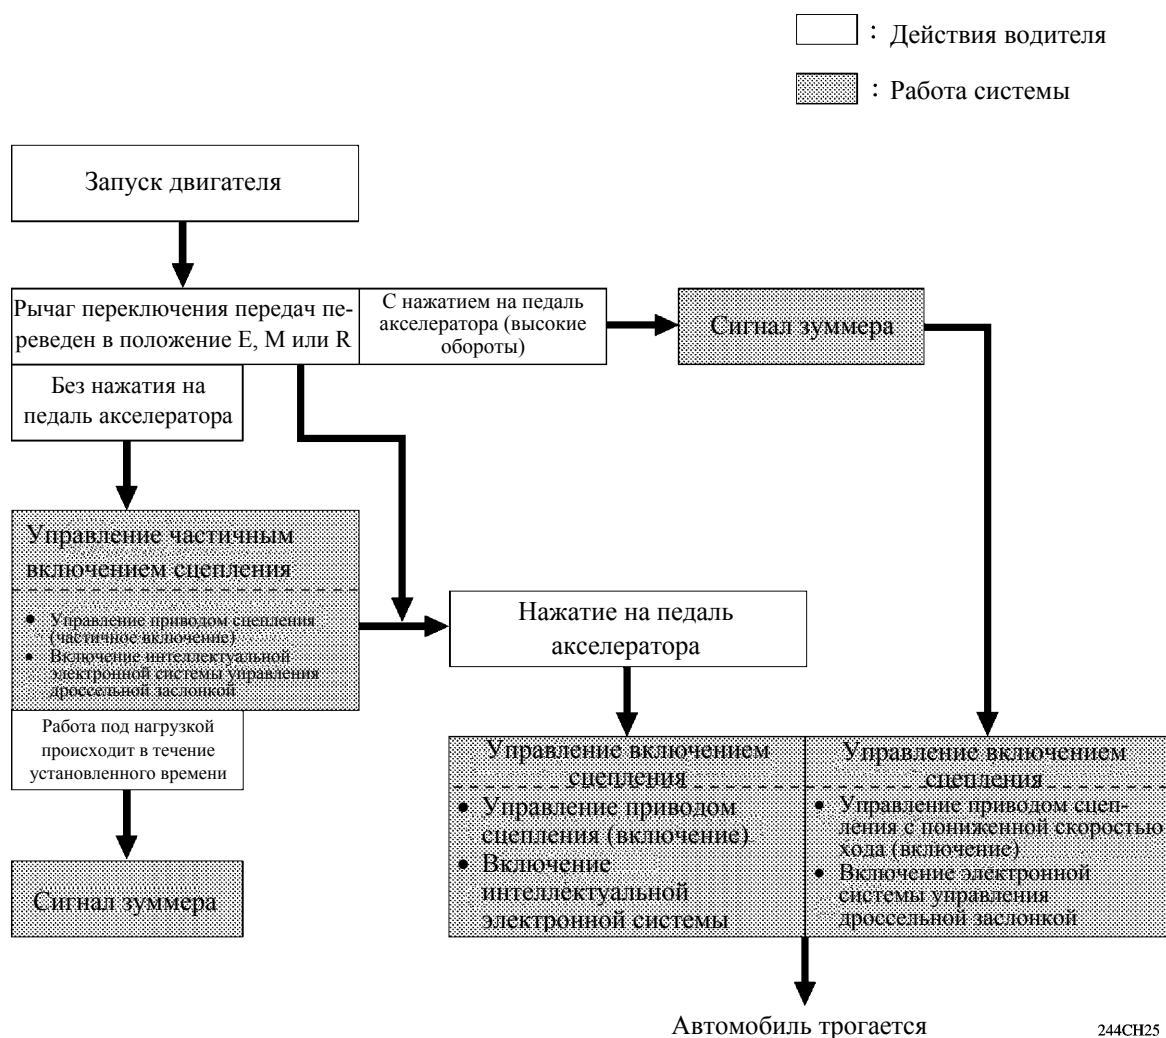 : Действия водителя
: Работа системы
Запуск двигателя
Рычаг переключения передач пе-
реведен в положение E, M или R
С нажатием на педаль
акселератора (высокие
обороты)
Сигнал зуммера
Без нажатия на
педаль акселератора
Управление частичным
включением сцепления
• Управление приводом сцепления
(частичное включение)
• Включение интеллектуальной
электронной системы управления
дроссельной заслонкой
Нажатие на педаль
акселератора
Работа под нагрузкой
происходит в течение
установленного времени
Сигнал зуммера
Управление включением
сцепления
• Управление приводом
сцепления (включение)
• Включение
интеллектуальной
электронной системы
Управление включением
сцепления
• Управление приводом сцеп-
ления с пониженной скоростью
хода (включение)
• Включение электронной
системы управления
дроссельной заслонкой
Автомобиль трогается
244CH25